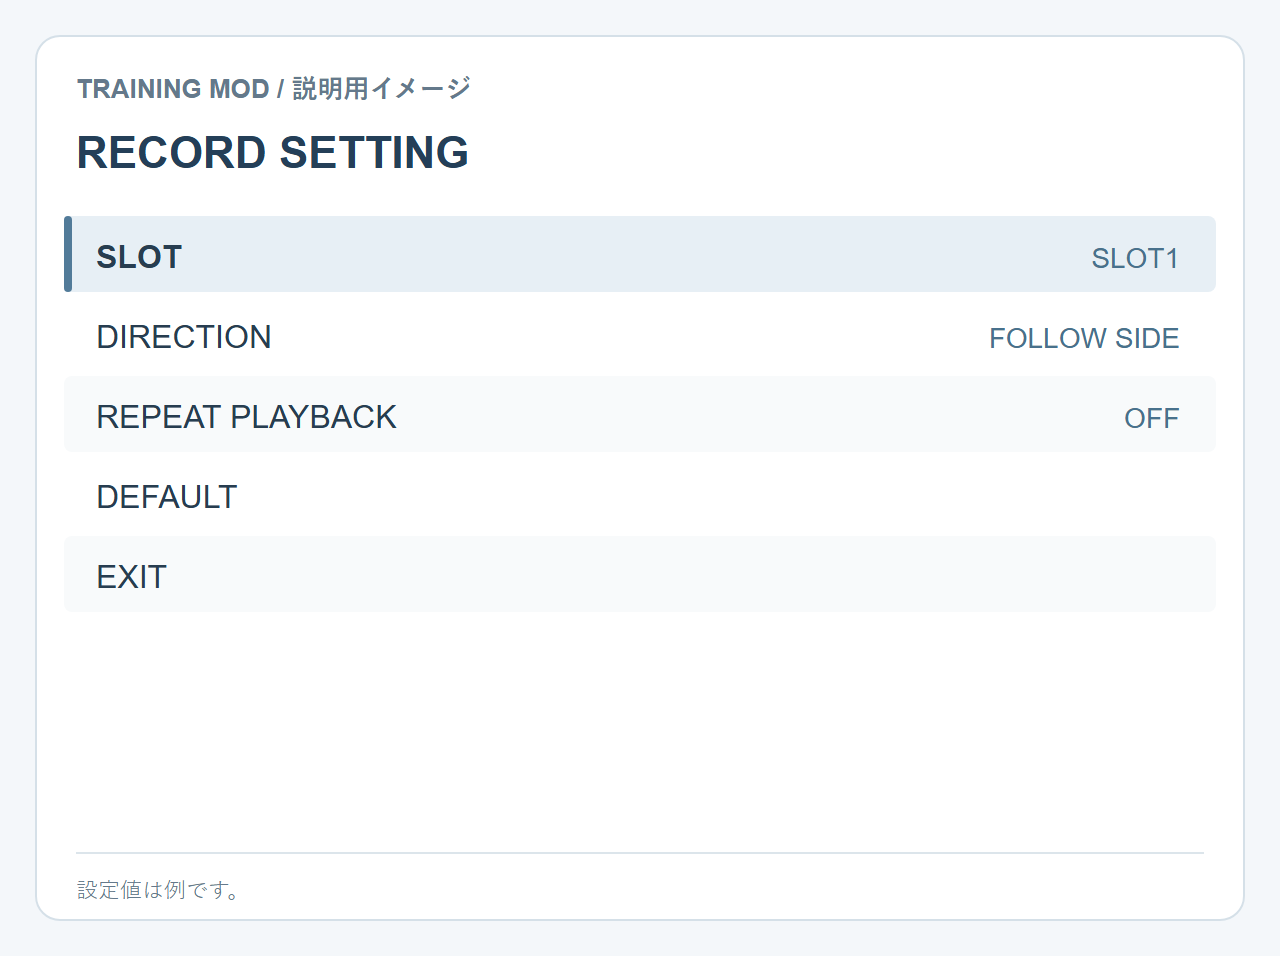 TRAINING MOD / 説明用イメージ
RECORD SETTING
SLOT SLOT1
DIRECTION FOLLOW SIDE
REPEAT PLAYBACK OFF
DEFAULT
EXIT
設定値は例です。